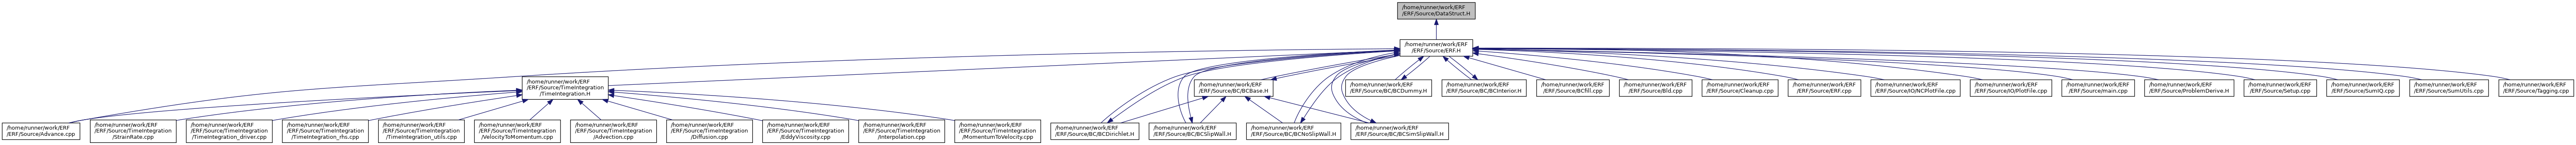 /home/runner/work/ERF
/ERF/Source/DataStruct.H
/home/runner/work/ERF
/ERF/Source/ERF.H
/home/runner/work/ERF
/ERF/Source/TimeIntegration
/TimeIntegration.H
/home/runner/work/ERF
/ERF/Source/BC/BCBase.H
/home/runner/work/ERF
/ERF/Source/BC/BCDummy.H
/home/runner/work/ERF
/ERF/Source/BC/BCInterior.H
/home/runner/work/ERF
/ERF/Source/BCfill.cpp
/home/runner/work/ERF
/ERF/Source/Bld.cpp
/home/runner/work/ERF
/ERF/Source/Cleanup.cpp
/home/runner/work/ERF
/ERF/Source/ERF.cpp
/home/runner/work/ERF
/ERF/Source/IO/NCPlotFile.cpp
/home/runner/work/ERF
/ERF/Source/IO/PlotFile.cpp
/home/runner/work/ERF
/ERF/Source/main.cpp
/home/runner/work/ERF
/ERF/Source/ProblemDerive.H
/home/runner/work/ERF
/ERF/Source/Setup.cpp
/home/runner/work/ERF
/ERF/Source/SumIQ.cpp
/home/runner/work/ERF
/ERF/Source/SumUtils.cpp
/home/runner/work/ERF
/ERF/Source/Tagging.cpp
/home/runner/work/ERF
/ERF/Source/Advance.cpp
/home/runner/work/ERF
/ERF/Source/TimeIntegration
/StrainRate.cpp
/home/runner/work/ERF
/ERF/Source/TimeIntegration
/TimeIntegration_driver.cpp
/home/runner/work/ERF
/ERF/Source/TimeIntegration
/TimeIntegration_rhs.cpp
/home/runner/work/ERF
/ERF/Source/TimeIntegration
/TimeIntegration_utils.cpp
/home/runner/work/ERF
/ERF/Source/TimeIntegration
/VelocityToMomentum.cpp
/home/runner/work/ERF
/ERF/Source/TimeIntegration
/Advection.cpp
/home/runner/work/ERF
/ERF/Source/TimeIntegration
/Diffusion.cpp
/home/runner/work/ERF
/ERF/Source/TimeIntegration
/EddyViscosity.cpp
/home/runner/work/ERF
/ERF/Source/TimeIntegration
/Interpolation.cpp
/home/runner/work/ERF
/ERF/Source/TimeIntegration
/MomentumToVelocity.cpp
/home/runner/work/ERF
/ERF/Source/BC/BCDirichlet.H
/home/runner/work/ERF
/ERF/Source/BC/BCSlipWall.H
/home/runner/work/ERF
/ERF/Source/BC/BCNoSlipWall.H
/home/runner/work/ERF
/ERF/Source/BC/BCSimSlipWall.H